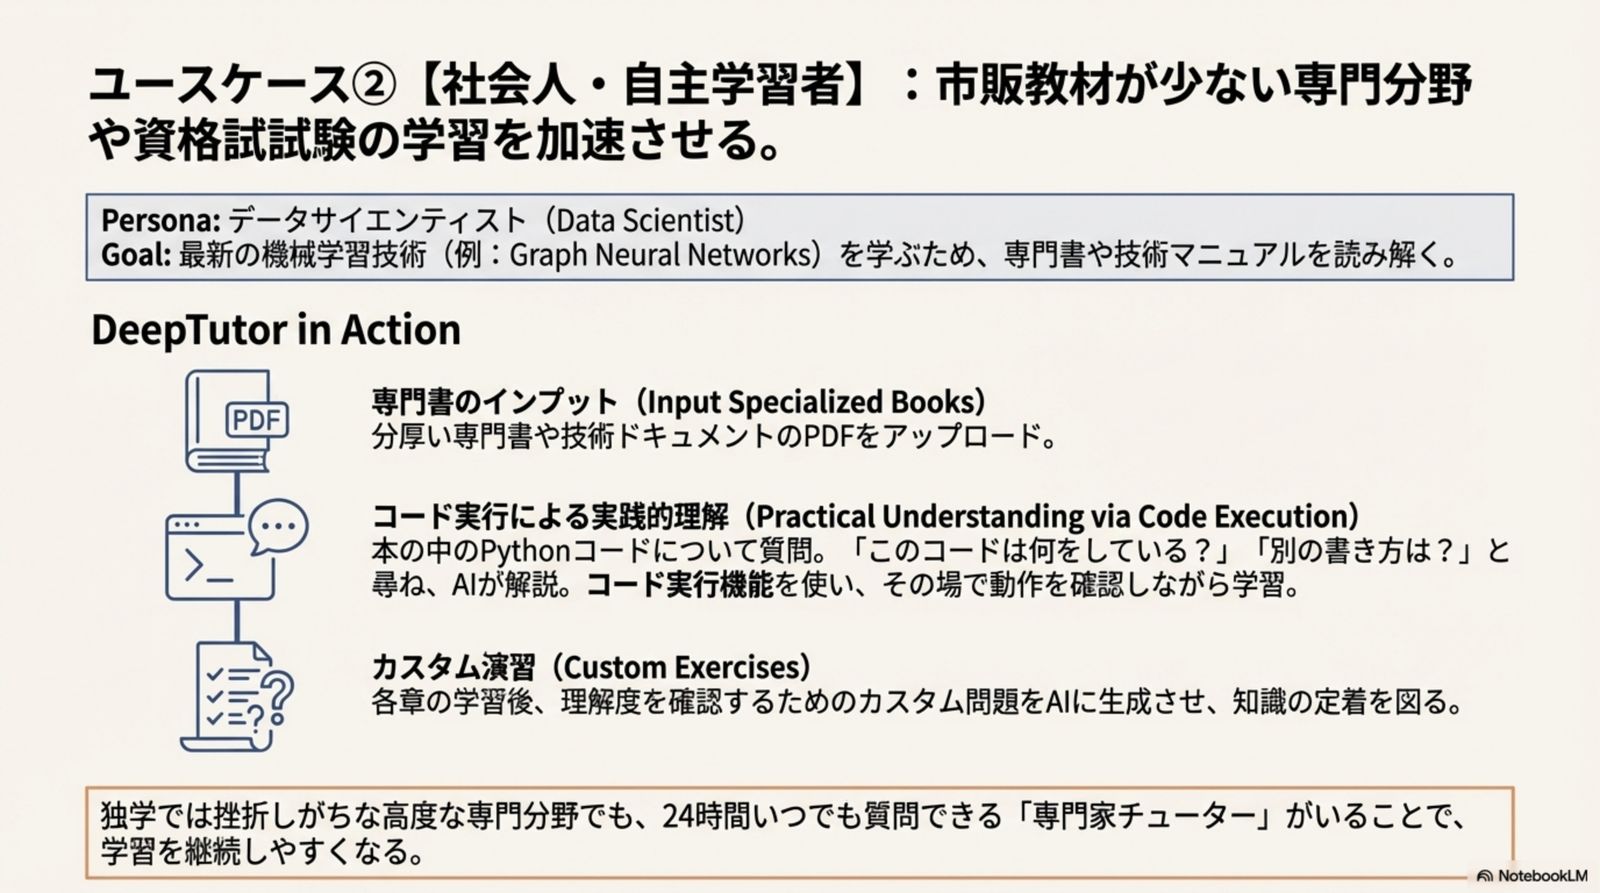 ユースケース②【社会人・自主学習者】：市販教材が少ない専門分野
や資格試試験の学習を加速させる。
Persona: データサイエンティスト（Data Scientist）
Goal: 最新の機械学習技術（例：Graph Neural Networks）を学ぶため、専門書や技術マニュアルを読み解く。
DeepTutor in Action
PDF
専門書のインプット（Input Specialized Books）
分厚い専門書や技術ドキュメントのPDFをアップロード。
コード実行による実践的理解（Practical Understanding via Code Execution）
本の中のPythonコードについて質問。「このコードは何をしている？」「別の書き方は？」と
尋ね、AIが解説。コード実行機能を使い、その場で動作を確認しながら学習。
カスタム演習（Custom Exercises）
各章の学習後、理解度を確認するためのカスタム問題をAIに生成させ、知識の定着を図る。
独学では挫折しがちな高度な専門分野でも、24時間いつでも質問できる「専門家チューター」がいることで、
学習を継続しやすくなる。
NotebookLM